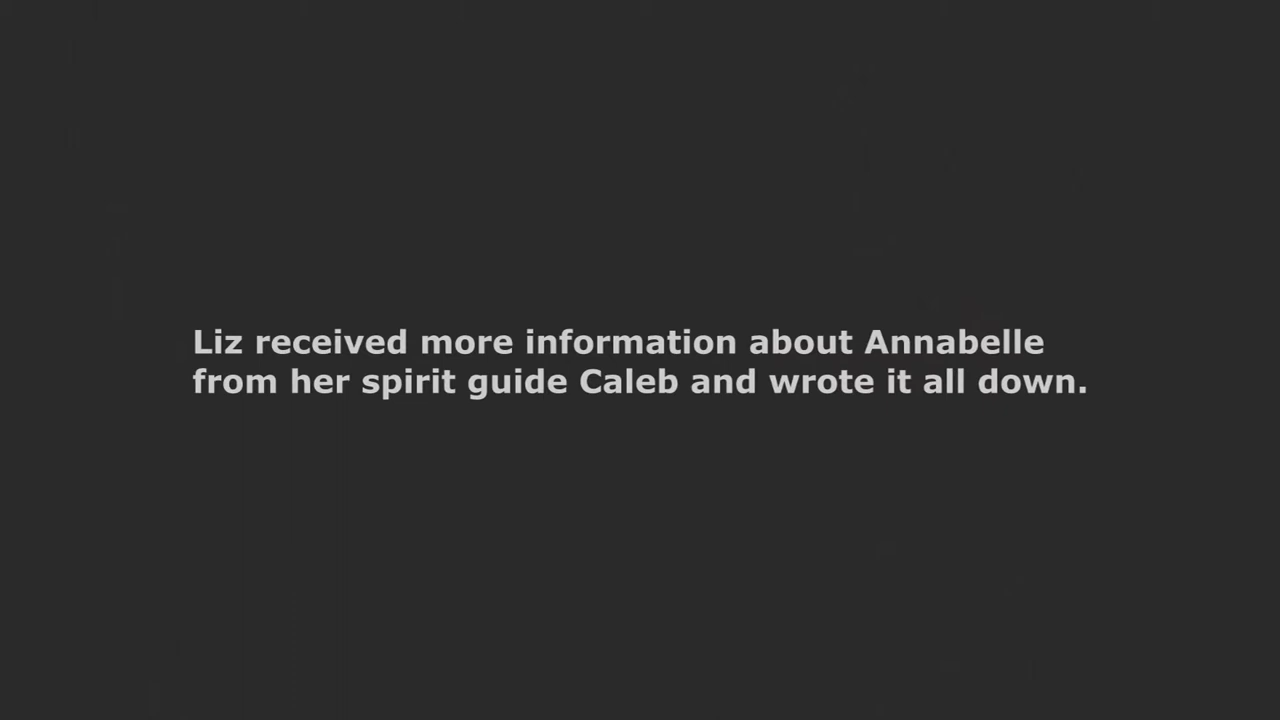 Liz received more information about Annabelle
from her spirit guide Caleb and wrote it all down.